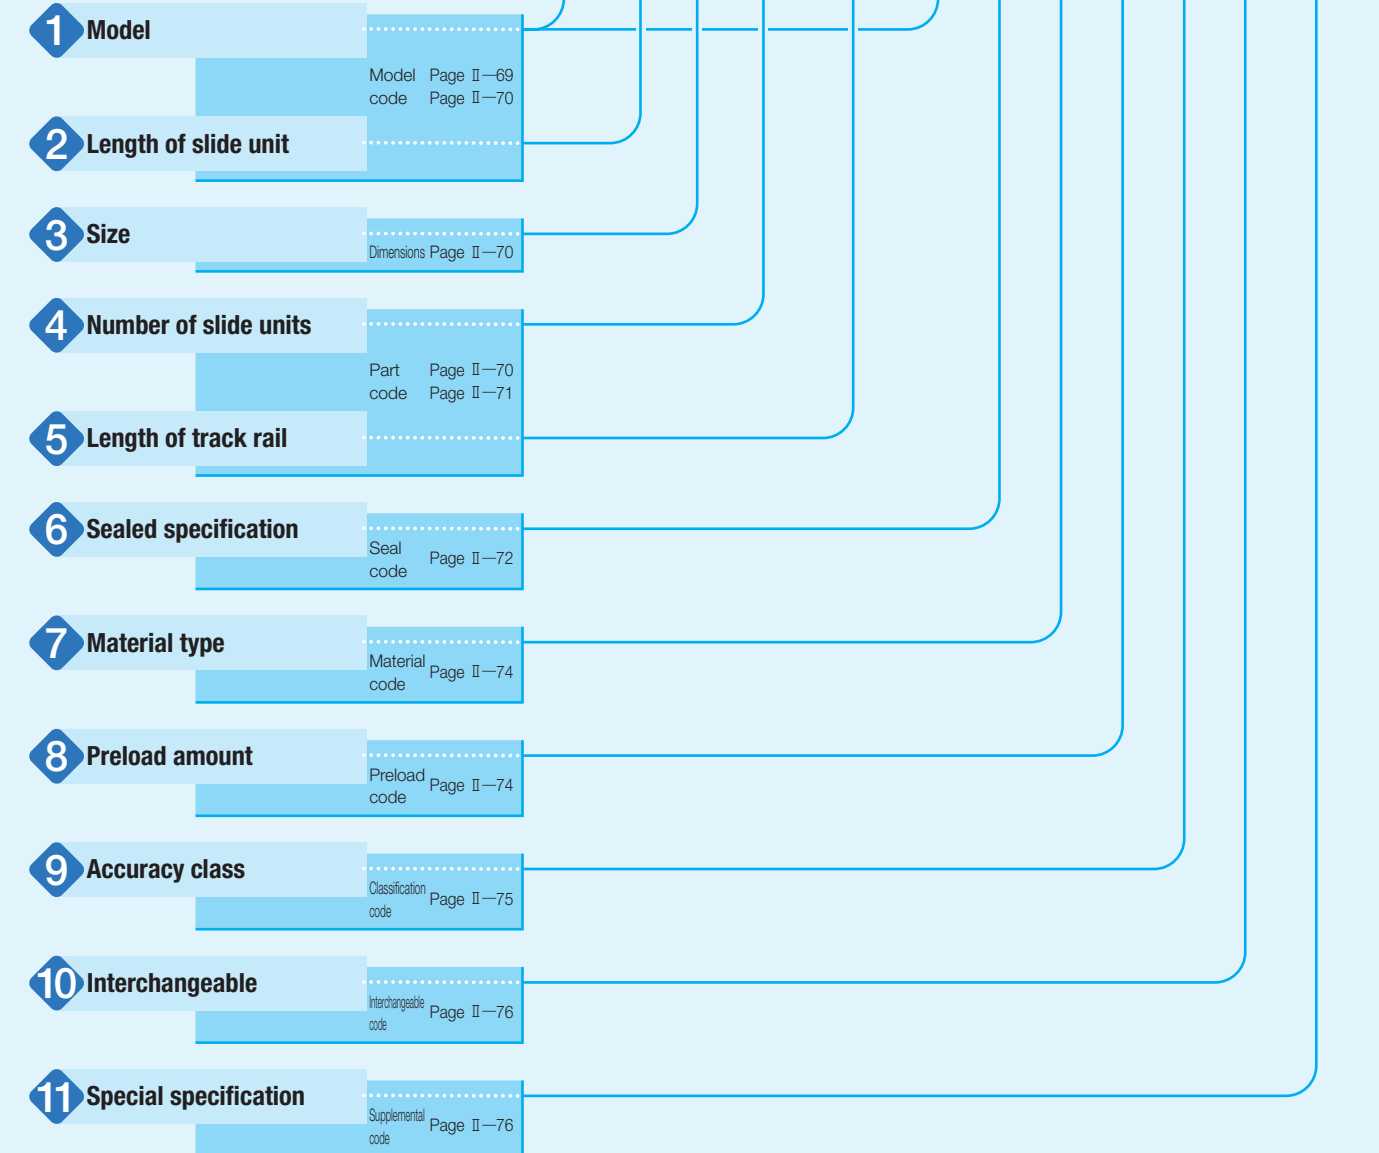 1 Model
Model Page Ⅱ—69
code Page Ⅱ—70
2 Length of slide unit
3 Size
Dimensions Page Ⅱ—70
4 Number of slide units
Part Page Ⅱ—70
code Page Ⅱ—71
5 Length of track rail
6 Sealed specification
Seal
code Page Ⅱ—72
7 Material type
Material
code Page Ⅱ—74
8 Preload amount
Preload
code Page Ⅱ—74
9 Accuracy class
Classification
code Page Ⅱ—75
10 Interchangeable
Interchangeable
code Page Ⅱ—76
11 Special specification
Supplemental
code Page Ⅱ—76